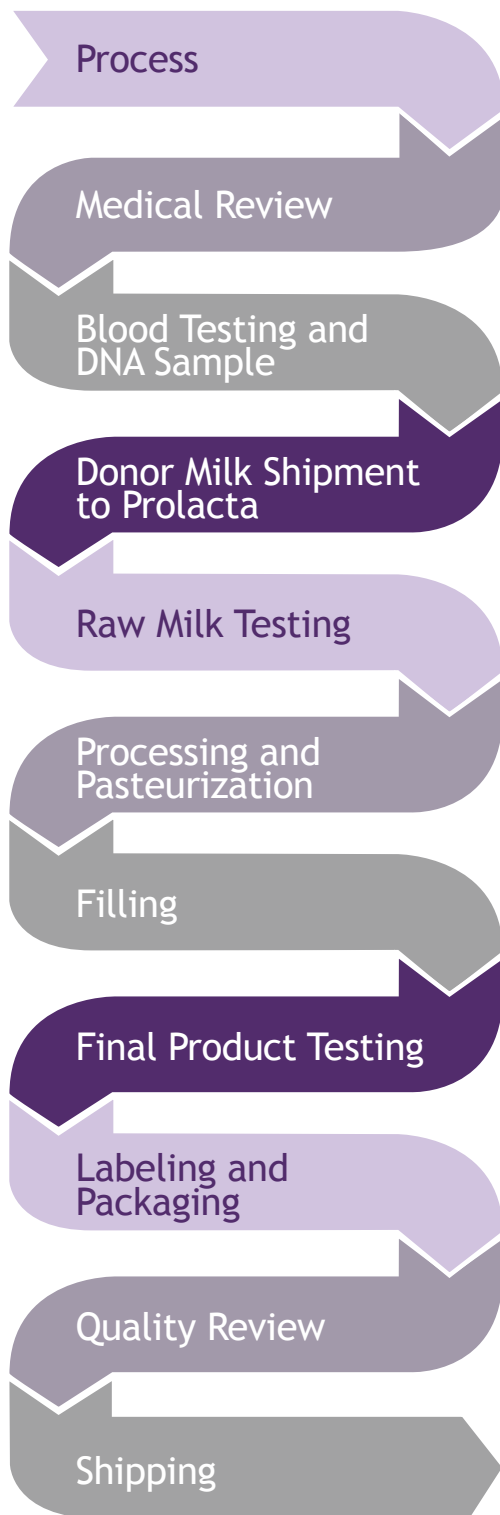 Process
Medical Review
Blood Testing and
DNA Sample
Donor Milk Shipment
to Prolacta
Raw Milk Testing
Processing and
Pasteurization
Filling
Final Product Testing
Labeling and
Packaging
Quality Review
Shipping